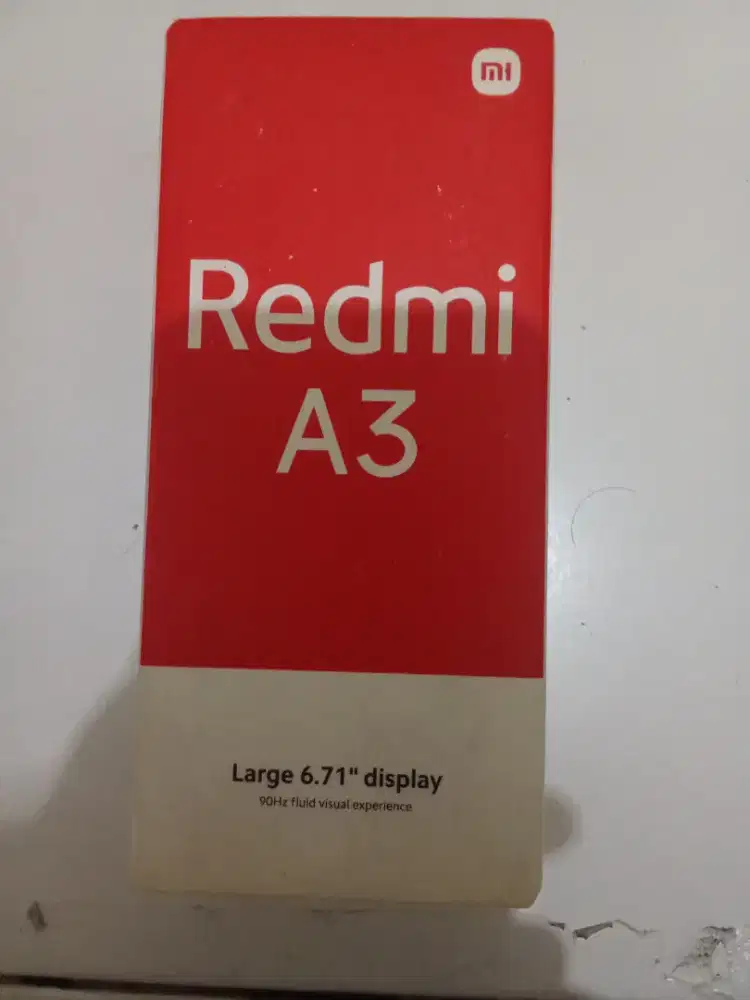 mi
Redmi
A3
Large 6.71" display
90Hz fluid visual experience